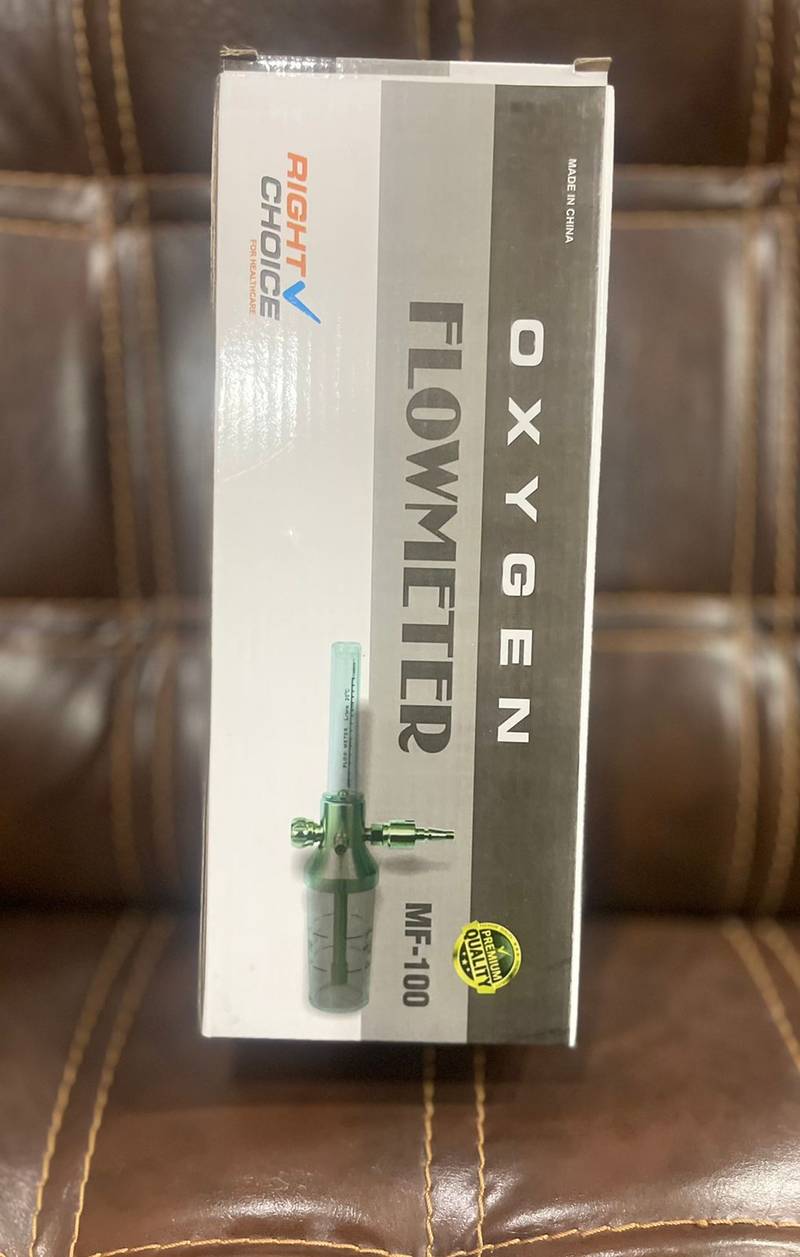 MADE IN CHINA
OXYGEN
FLOWMETER
MF-100
PREMIUM
QUALITY
RIGHT
CHOICE
FOR HEALTHCARE